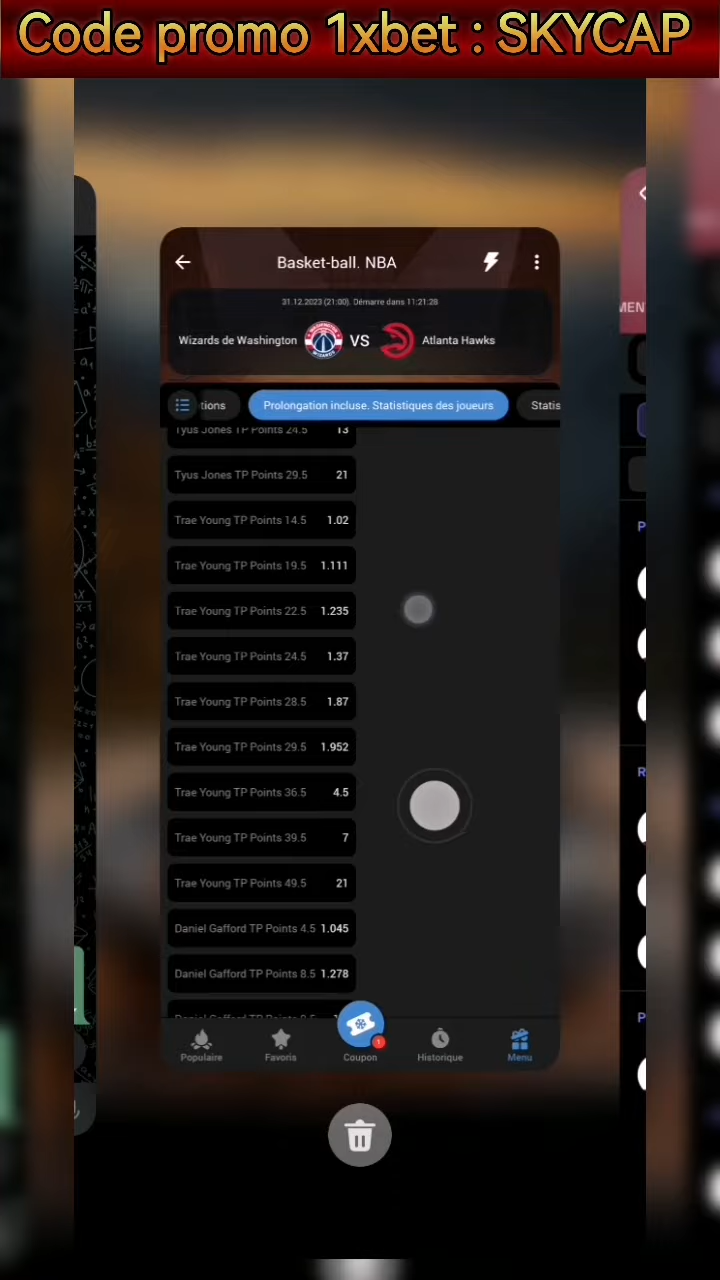 Code promo 1xbet : SKYCAP
Basket-ball. NBA
31.12.2023 (21:00). Démarre dans 11:21:28
Wizards de Washington VS Atlanta Hawks
tions Prolongation incluse. Statistiques des joueurs Statis
Tyus Jones TP Points 24.5 13
Tyus Jones TP Points 29.5 21
Trae Young TP Points 14.5 1.02
Trae Young TP Points 19.5 1.111
Trae Young TP Points 22.5 1.235
Trae Young TP Points 24.5 1.37
Trae Young TP Points 28.5 1.87
Trae Young TP Points 29.5 1.952
Trae Young TP Points 36.5 4.5
Trae Young TP Points 39.5 7
Trae Young TP Points 49.5 21
Daniel Gafford TP Points 4.5 1.045
Daniel Gafford TP Points 8.5 1.278
Populaire Favoris Coupon 1 Historique Menu
MEN
P
R
P